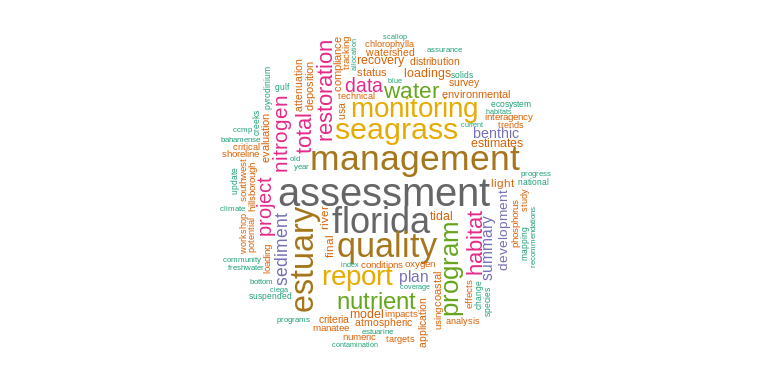 scallop
chlorophylla
assurance
watershed
allocation
tracking
compliance
recovery
distribution
restoration
status
loadings
solids
pyrodinium
attenuation
deposition
gulf
data
blue
survey
technical
water
environmental
usa
monitoring
ecosystem
habitats
interagency
creeks
nitrogen
total
seagrass
current
trends
ccmp
benthic
bahamense
evaluation
estimates
critical
shoreline
old
management
year
progress
update
southwest
hillsborough
assessment
light
national
climate
project
estuary
river
florida
tidal
habitat
summary
development
phosphorus
study
mapping
recommendations
workshop
potential
sediment
final
quality
program
community
freshwater
loading
index
conditions
oxygen
bottom
report
plan
coverage
ciega
suspended
nutrient
using
coastal
effects
change
species
programs
criteria
model
impacts
application
analysis
manatee
atmospheric
estuarine
numeric
targets
contamination